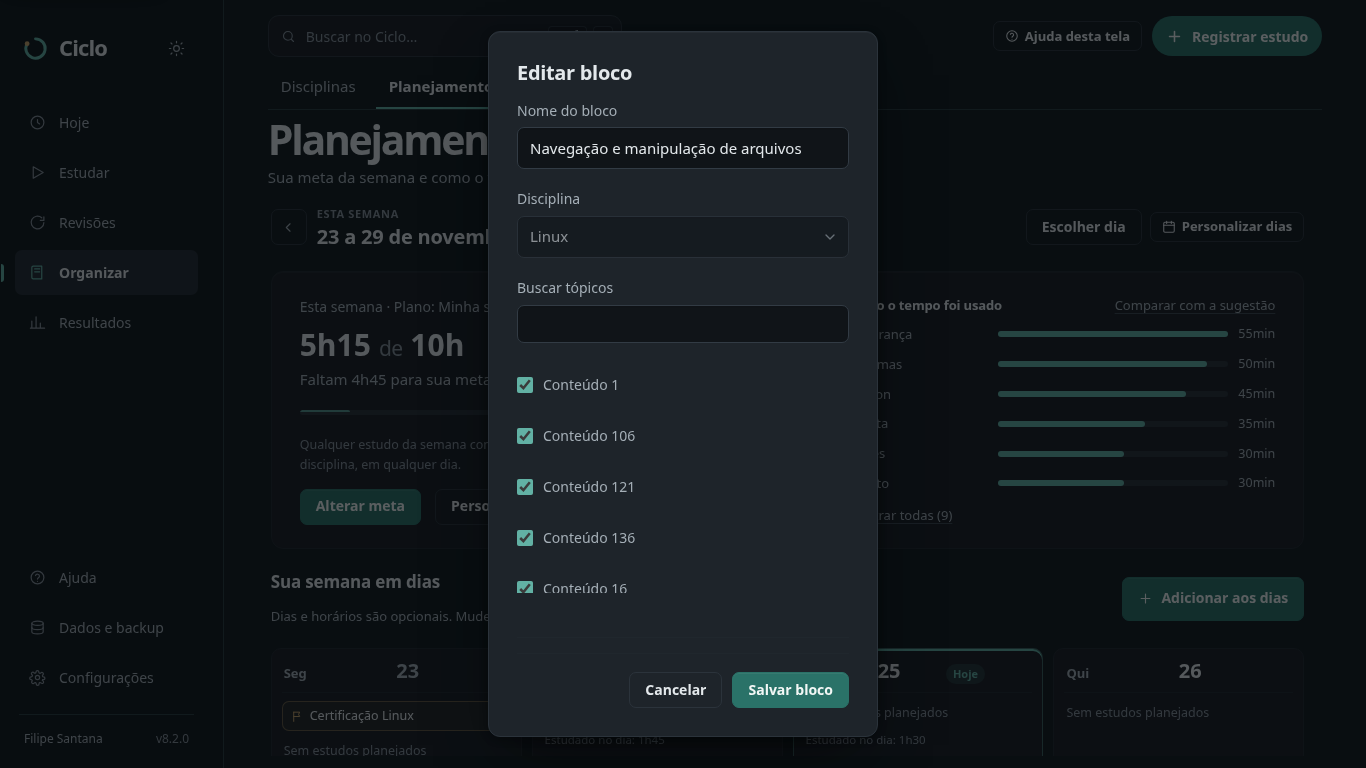 Ciclo
Buscar no Ciclo...
Ajuda desta tela
Registrar estudo
Disciplinas
Planejamento
Hoje
Estudar
Revisões
Organizar
Resultados
Ajuda
Dados e backup
Configurações
Filipe Santana
v8.2.0
Sua meta da semana e como o
ESTA SEMANA
23 a 29 de
Escolher dia
Personalizar dias
Esta semana · Plano: Minha
5h15 de 10h
Faltam 4h45 para sua meta
Qualquer estudo da semana
disciplina, em qualquer dia.
Alterar meta
o tempo foi usado
Comparar com a sugestão
55min
50min
45min
35min
30min
30min
todas (9)
Sua semana em dias
Dias e horários são opcionais.
Adicionar aos dias
Seg
23
Certificação Linux
Sem estudos planejados
Estudado no dia: 1h45
25
Hoje
planejados
Estudado no dia: 1h30
Qui
26
Sem estudos planejados
Editar bloco
Nome do bloco
Navegação e manipulação de arquivos
Disciplina
Linux
Buscar tópicos
Conteúdo 1
Conteúdo 106
Conteúdo 121
Conteúdo 136
Conteúdo 16
Cancelar
Salvar bloco